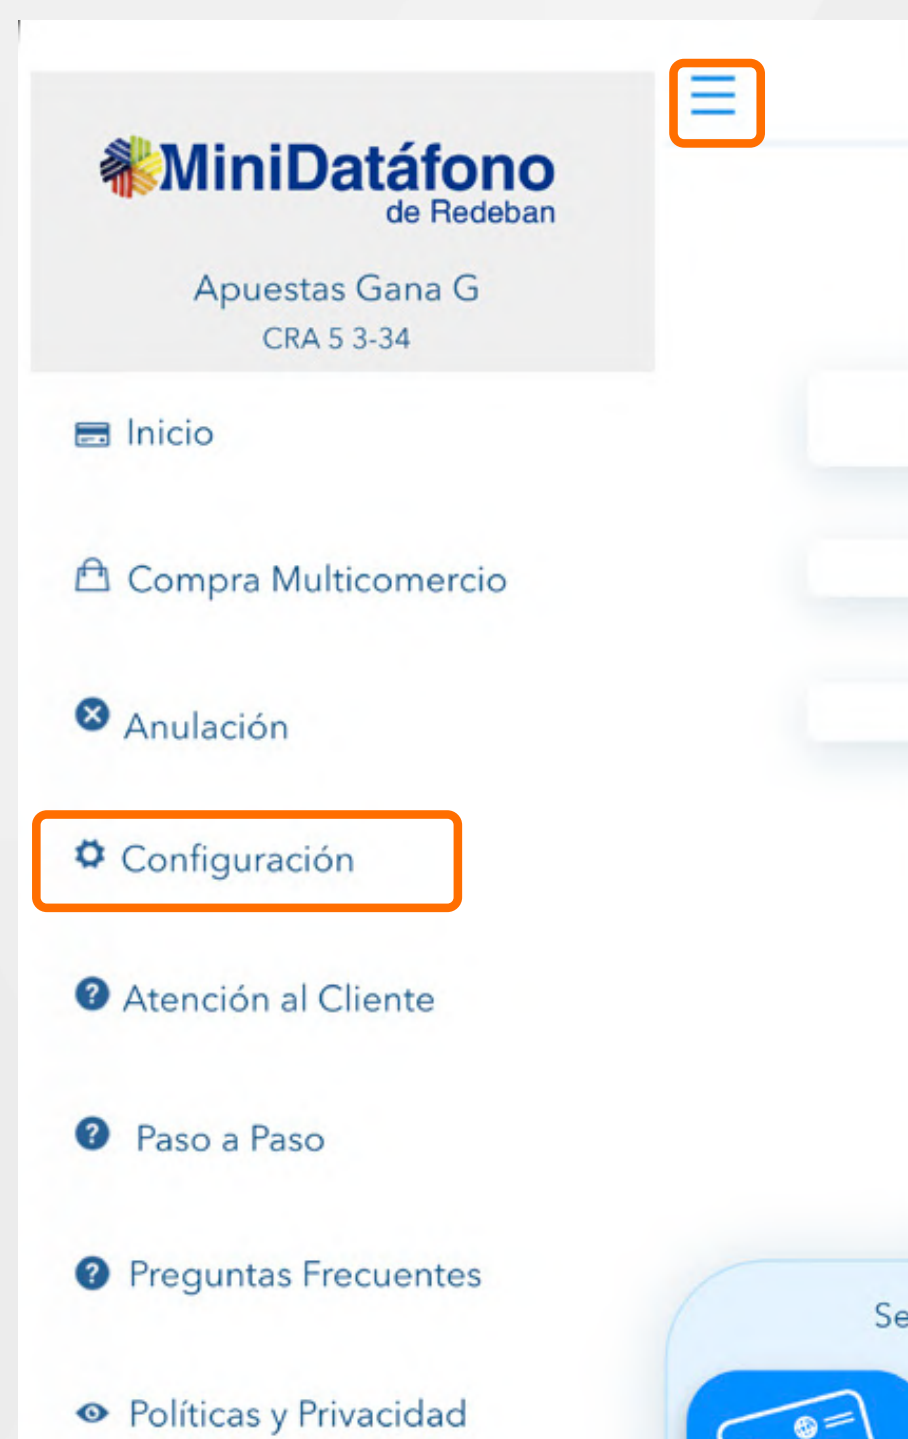 MiniDatáfono
de Redeban
Apuestas Gana G
CRA 5 3-34
Inicio
Compra Multicomercio
Anulación
Configuración
Atención al Cliente
Paso a Paso
Preguntas Frecuentes
Se
Políticas y Privacidad